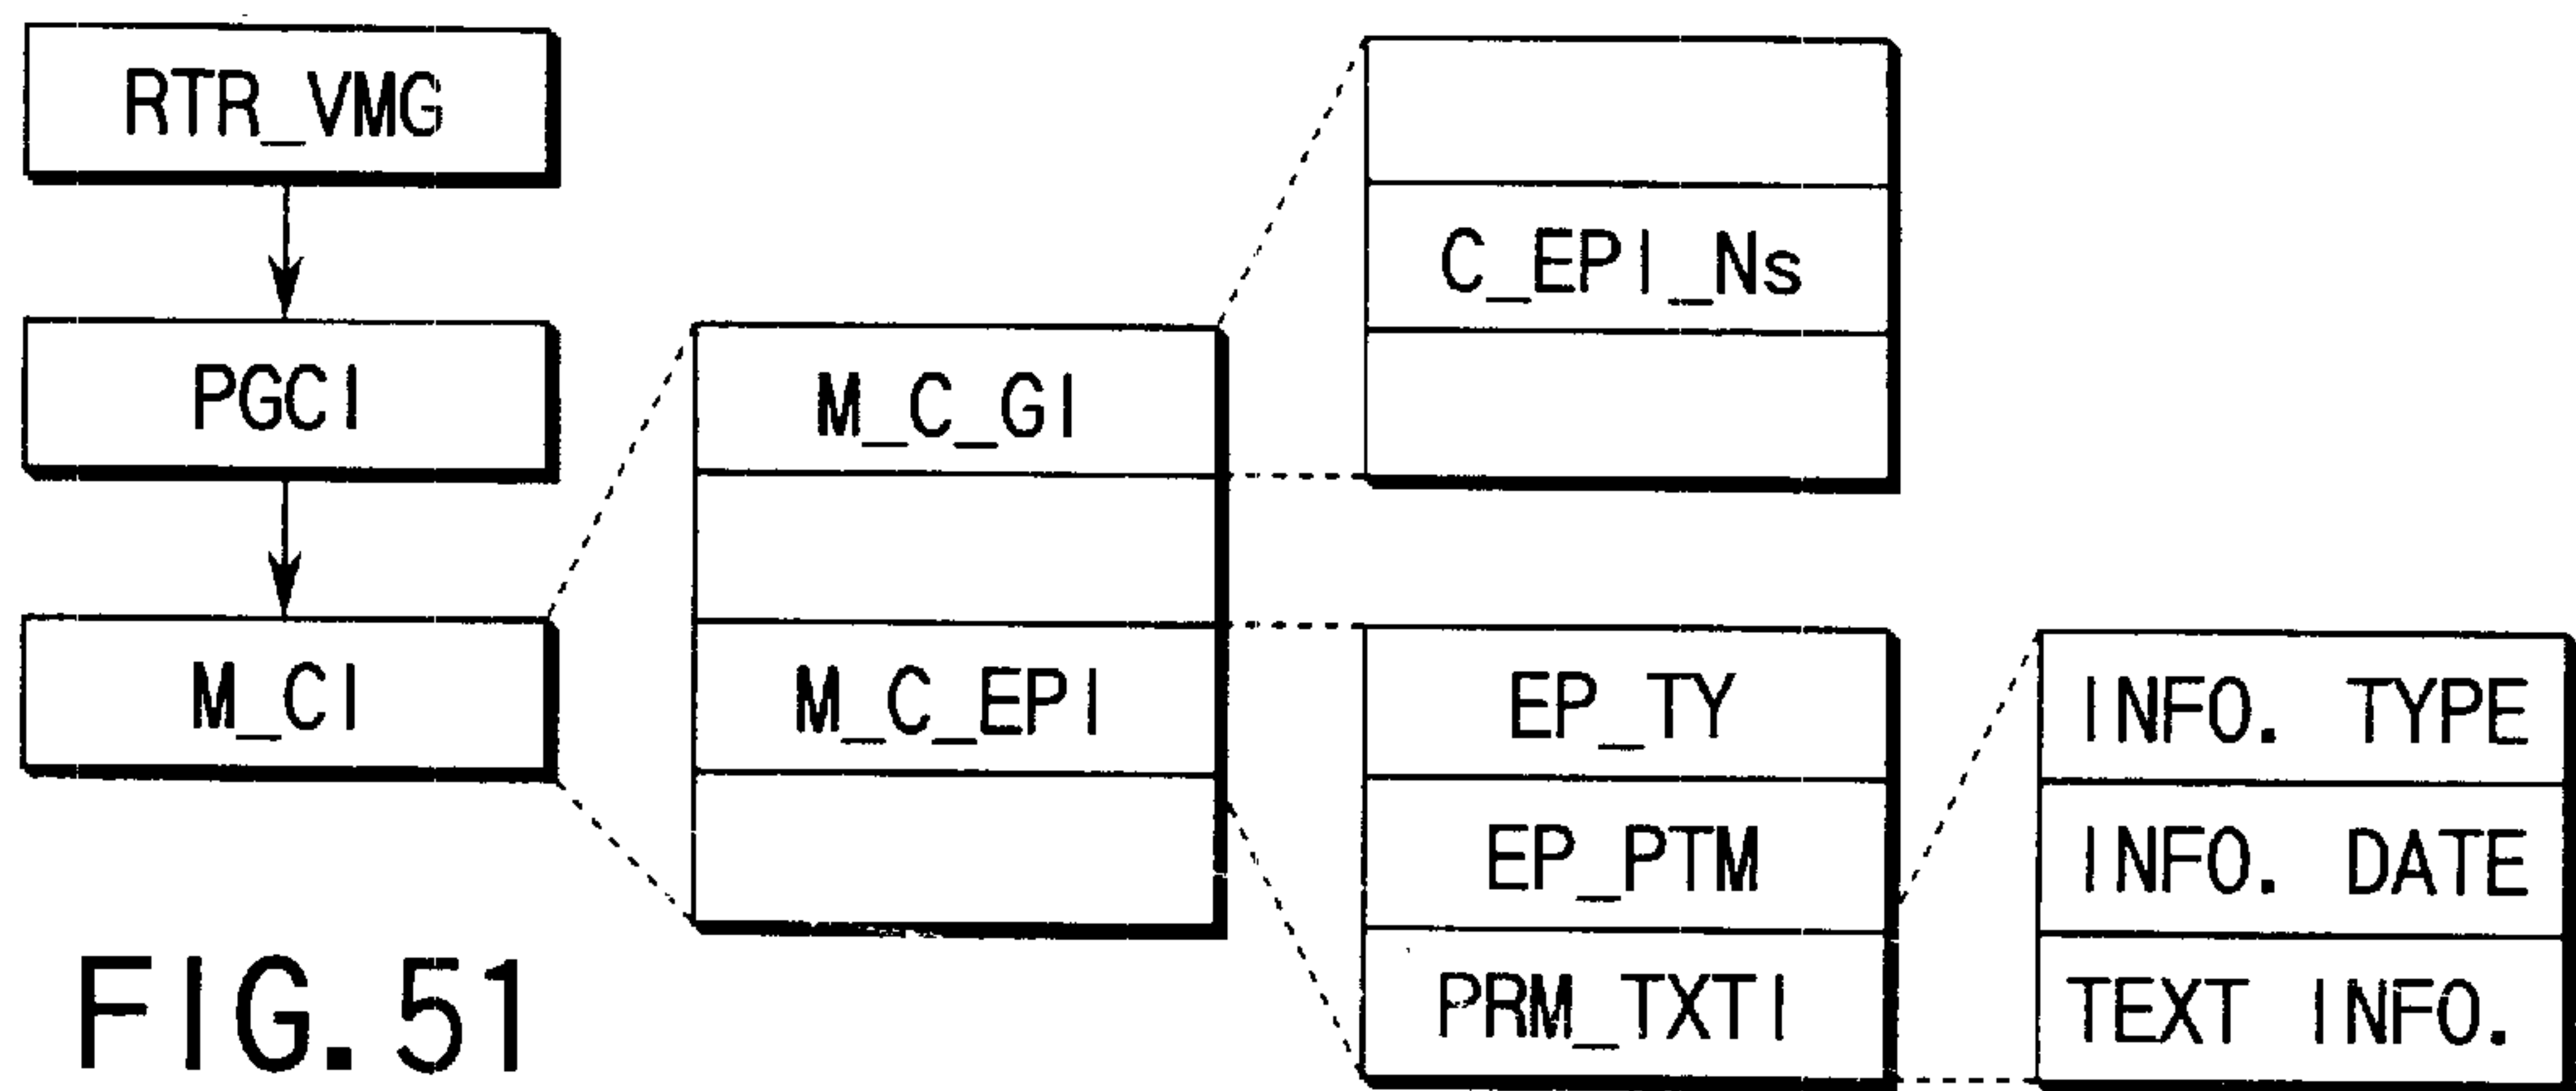 RTR_VMG
PGCI
M_CI
M_C_GI
M_C_EPI
C_EPI_Ns
EP_TY
EP_PTM
PRM_TXTI
INFO. TYPE
INFO. DATE
TEXT INFO.
FIG. 51